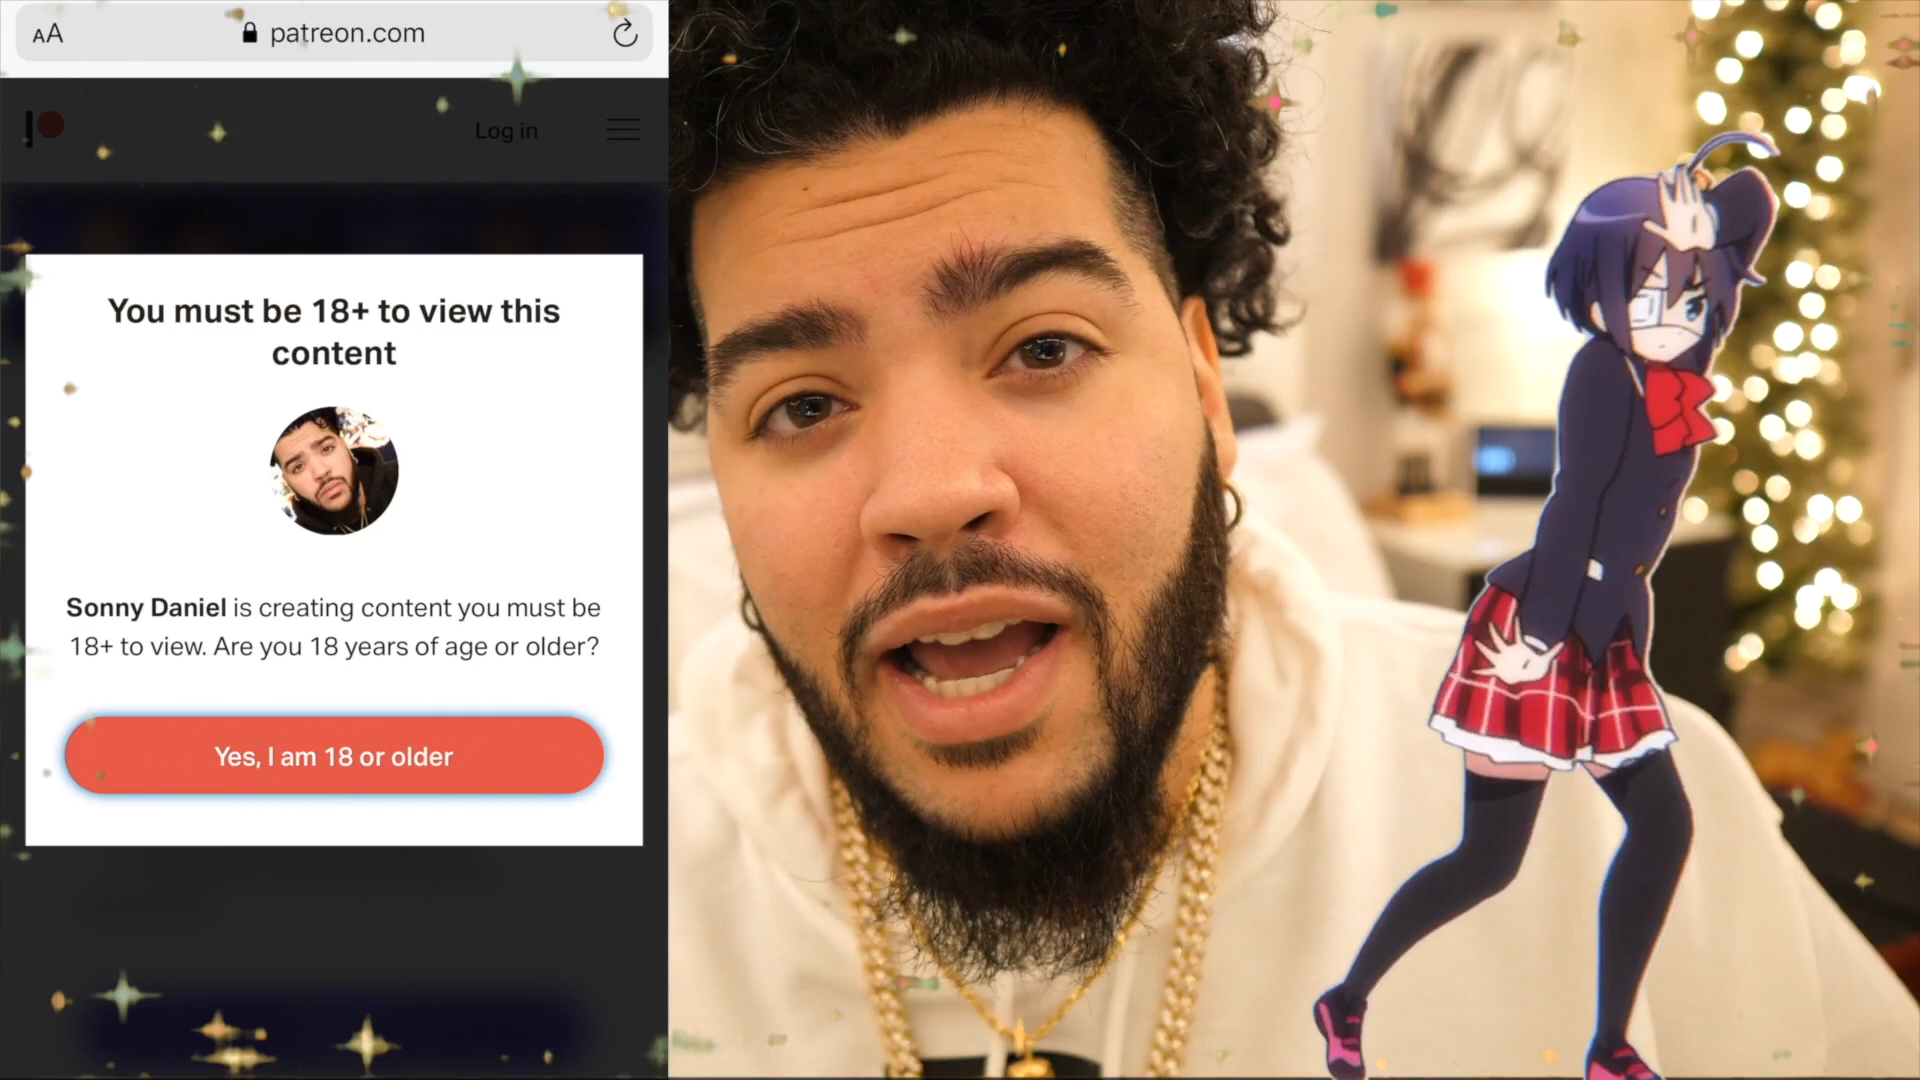 AA patreon.com
Log in
You must be 18+ to view this
content
Sonny Daniel is creating content you must be
18+ to view. Are you 18 years of age or older?
Yes, I am 18 or older